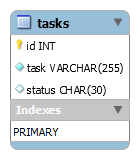 tasks
id INT
task VARCHAR(255)
status CHAR(30)
Indexes
PRIMARY